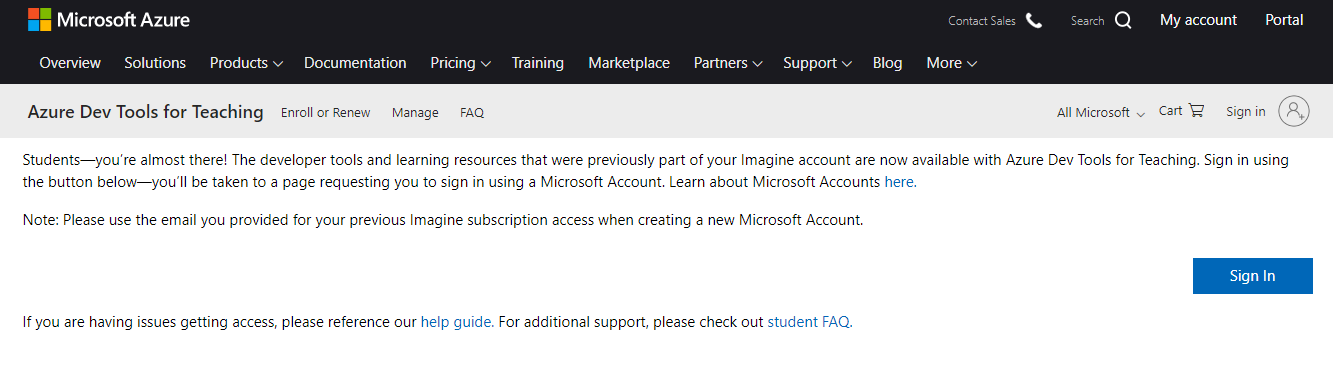 Microsoft Azure Contact Sales Search My account Portal
Overview Solutions Products Documentation Pricing Training Marketplace Partners Support Blog More
Azure Dev Tools for Teaching Enroll or Renew Manage FAQ All Microsoft Cart Sign in
Students—you're almost there! The developer tools and learning resources that were previously part of your Imagine account are now available with Azure Dev Tools for Teaching. Sign in using
the button below—you'll be taken to a page requesting you to sign in using a Microsoft Account. Learn about Microsoft Accounts here.
Note: Please use the email you provided for your previous Imagine subscription access when creating a new Microsoft Account.
Sign In
If you are having issues getting access, please reference our help guide. For additional support, please check out student FAQ.